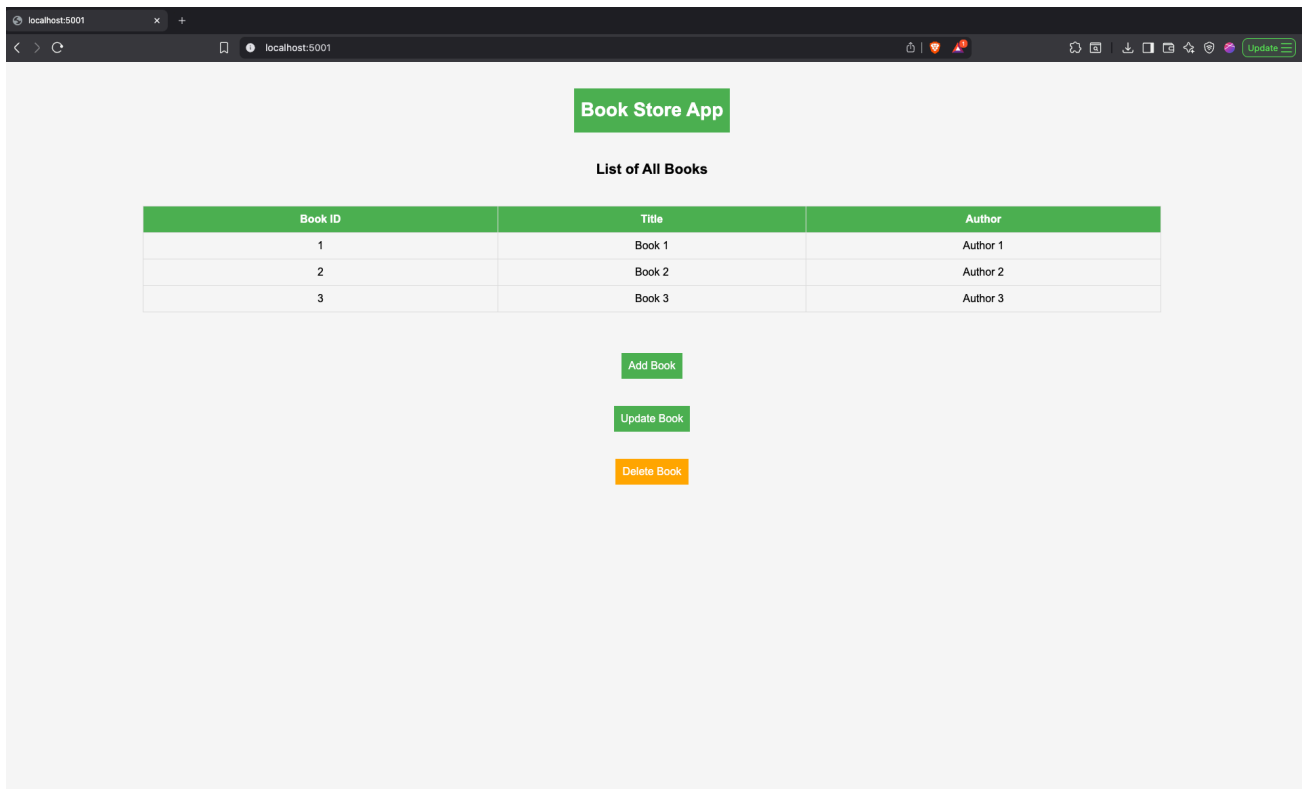 localhost:5001
localhost:5001
Update
Book Store App
List of All Books
Book ID Title Author
1 Book 1 Author 1
2 Book 2 Author 2
3 Book 3 Author 3
Add Book
Update Book
Delete Book